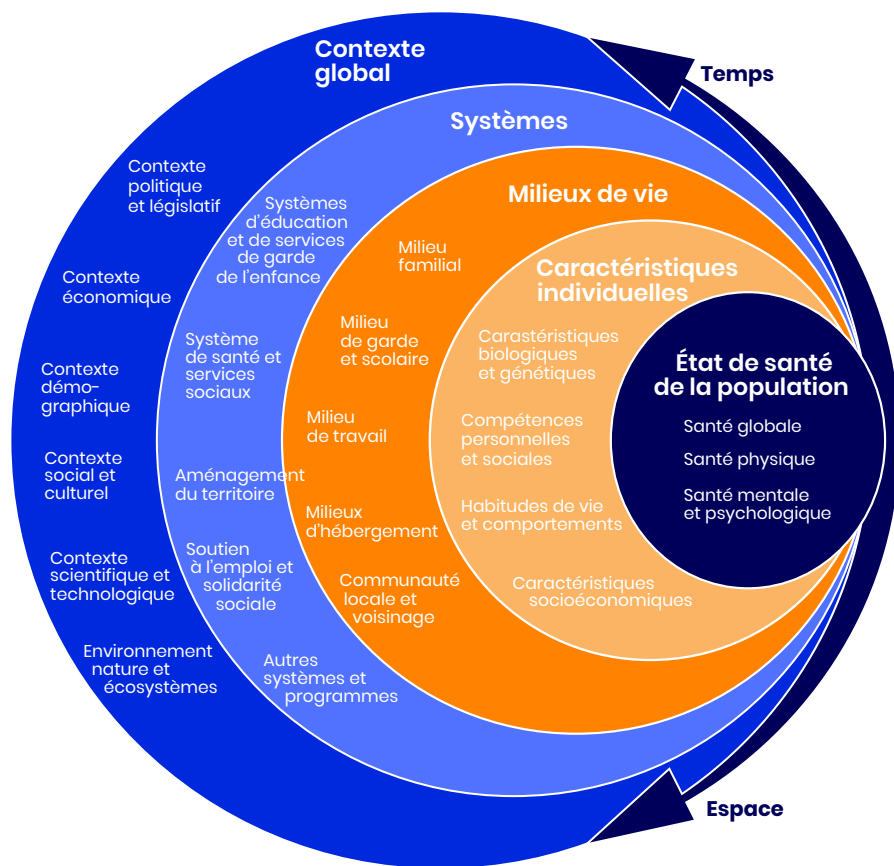 Contexte
global
Temps
Systèmes
Milieux de vie
Caractéristiques
individuelles
État de santé
de la population
Santé globale
Santé physique
Santé mentale
et psychologique
Contexte
politique
et législatif
Contexte
économique
Contexte
démo-
graphique
Contexte
social et
culturel
Contexte
scientifique et
technologique
Environnement
nature et
écosystèmes
Systèmes
d'éducation
et de services
de garde
de l'enfance
Système
de santé et
services
sociaux
Aménagement
du territoire
Soutien
à l'emploi et
solidarité
sociale
Autres
systèmes et
programmes
Milieu
familial
Milieu
de garde
et scolaire
Milieu
de travail
Milieux
d'hébergement
Communauté
locale et
voisinage
Carastéristiques
biologiques
et génétiques
Compétences
personnelles
et sociales
Habitudes de vie
et comportements
Caractéristiques
socioéconomiques
Espace